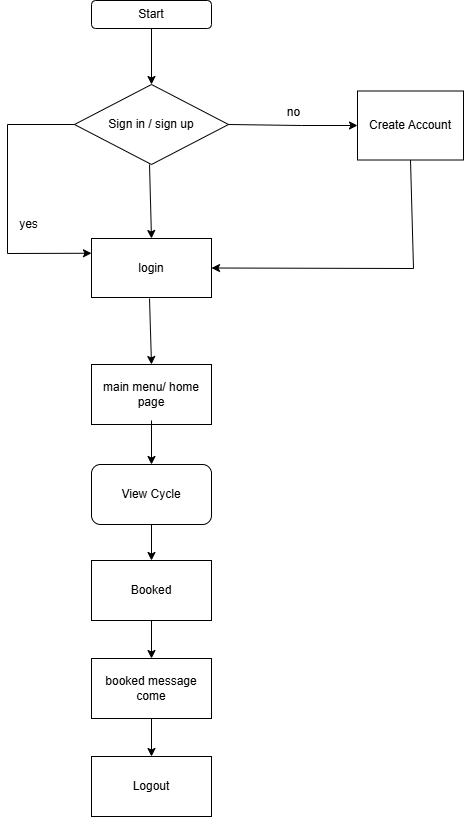 Start
Sign in / sign up
no
Create Account
yes
login
main menu/ home
page
View Cycle
Booked
booked message
come
Logout